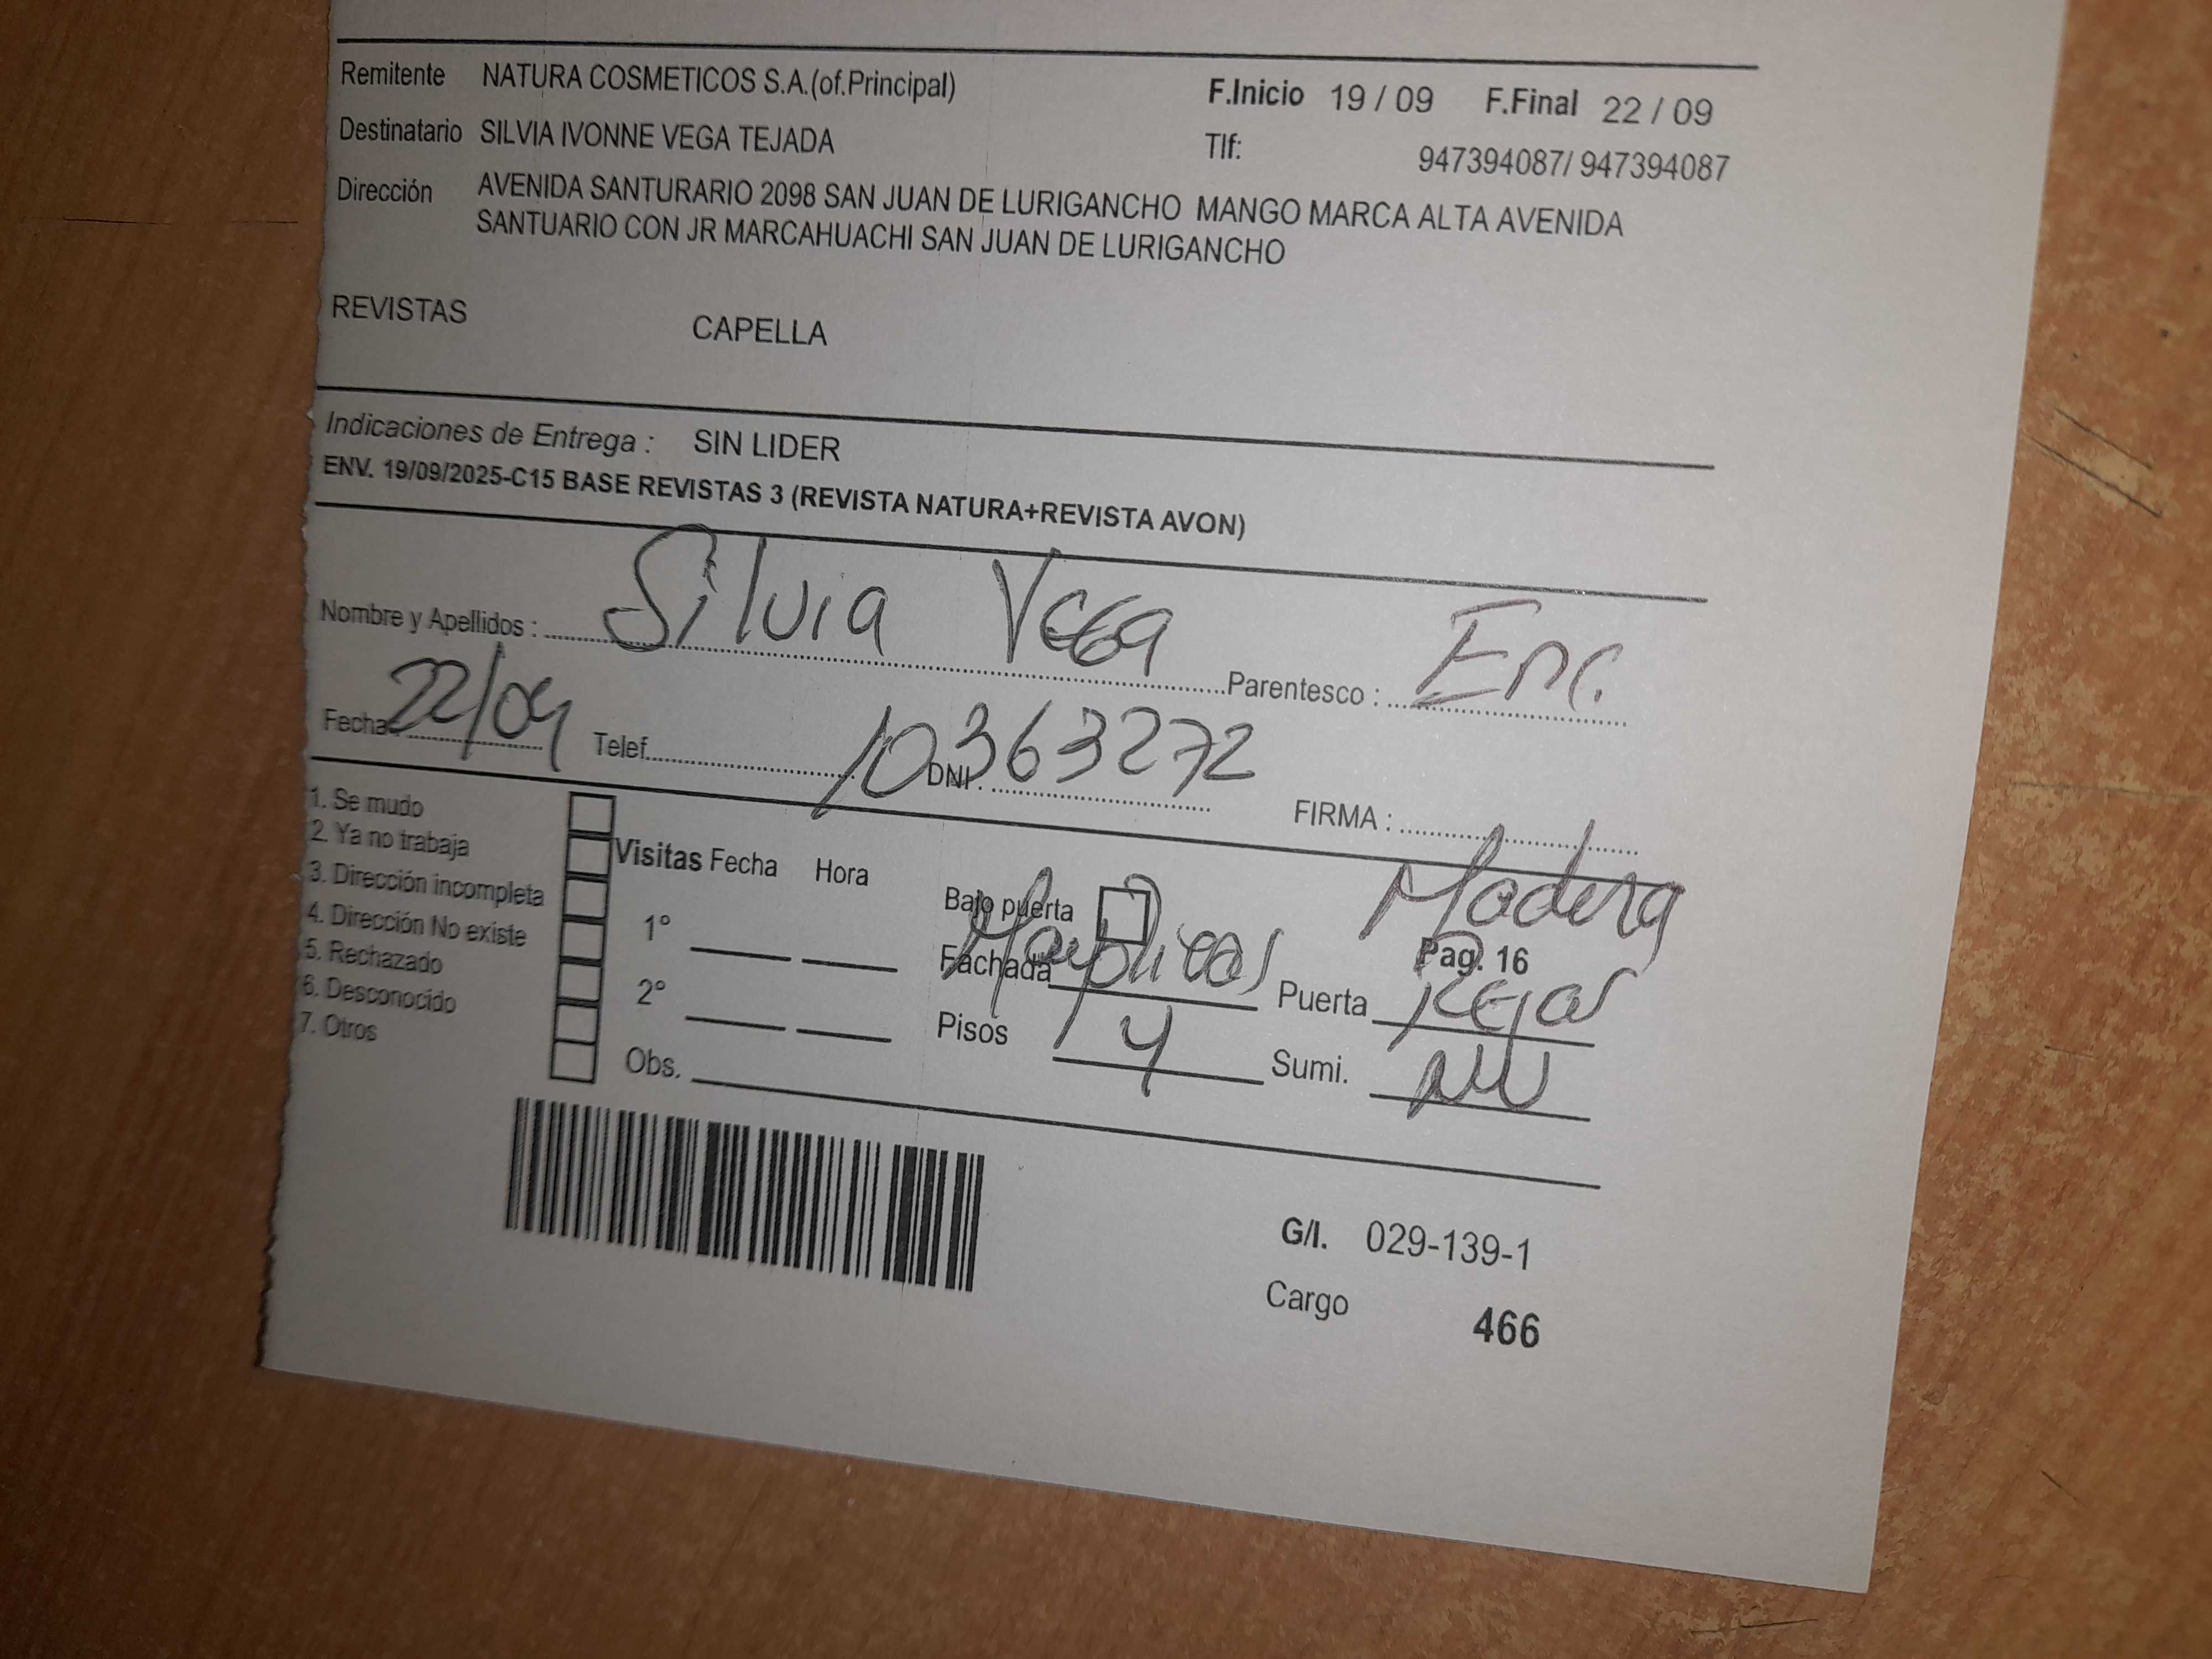 Remitente NATURA COSMETICOS S.A.(of.Principal) F.Inicio 19 / 09 F.Final 22 / 09
Destinatario SILVIA IVONNE VEGA TEJADA Tlf: 947394087/ 947394087
Dirección AVENIDA SANTURARIO 2098 SAN JUAN DE LURIGANCHO MANGO MARCA ALTA AVENIDA
SANTUARIO CON JR MARCAHUACHI SAN JUAN DE LURIGANCHO
REVISTAS CAPELLA
Indicaciones de Entrega : SIN LIDER
ENV. 19/09/2025-C15 BASE REVISTAS 3 (REVISTA NATURA+REVISTA AVON)
Nombre y Apellidos : Silvia Vega Parentesco : Enc.
Fecha: 22/09 Telef. DNI : 10363272 FIRMA :
1. Se mudo
2. Ya no trabaja
3. Dirección incompleta
4. Dirección No existe
5. Rechazado
6. Desconocido
7. Otros
Visitas Fecha Hora
1°
2°
Obs.
Bajo puerta Madera
Pag. 16
Fachada Mayolicas Puerta Rejas
Pisos 4 Sumi.
G/I. 029-139-1
Cargo 466